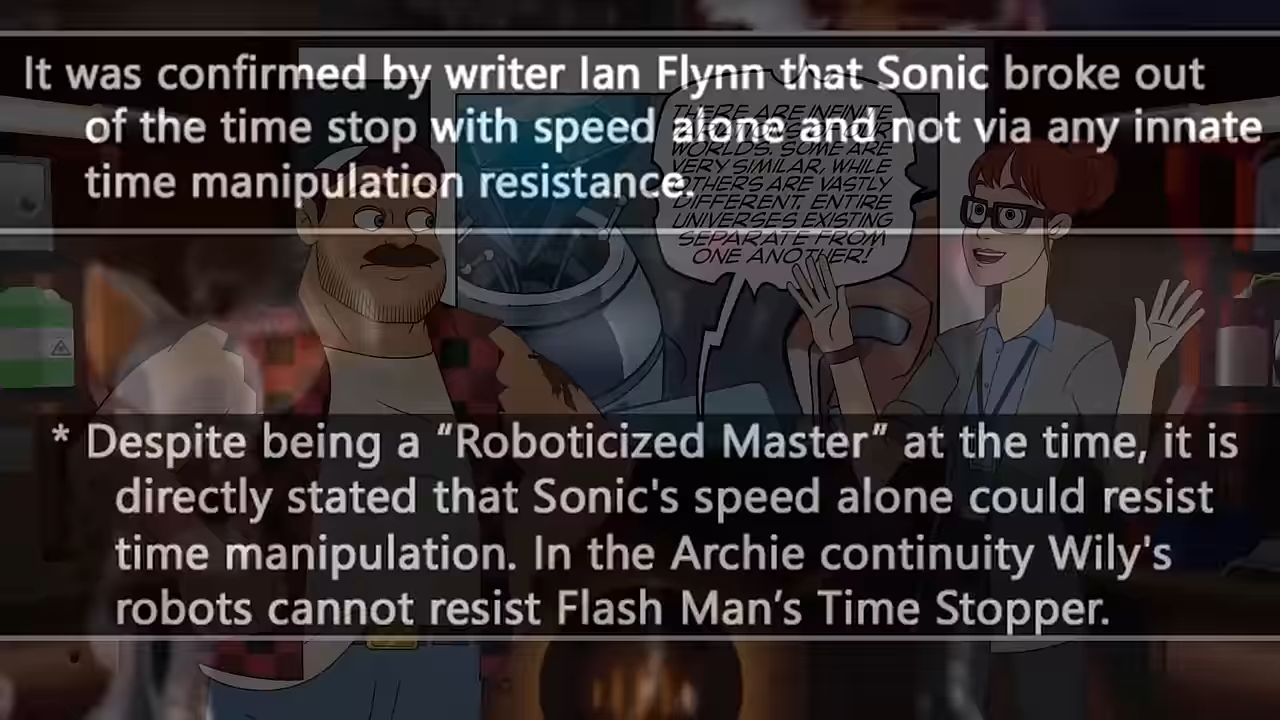 It was confirmed by writer Ian Flynn that Sonic broke out
of the time stop with speed alone and not via any innate
time manipulation resistance.
THERE ARE INFINITE
WORLDS. SOME ARE
VERY SIMILAR, WHILE
OTHERS ARE VASTLY
DIFFERENT. ENTIRE
UNIVERSES EXISTING
SEPARATE FROM
ONE ANOTHER!
* Despite being a “Roboticized Master” at the time, it is
directly stated that Sonic's speed alone could resist
time manipulation. In the Archie continuity Wily's
robots cannot resist Flash Man’s Time Stopper.